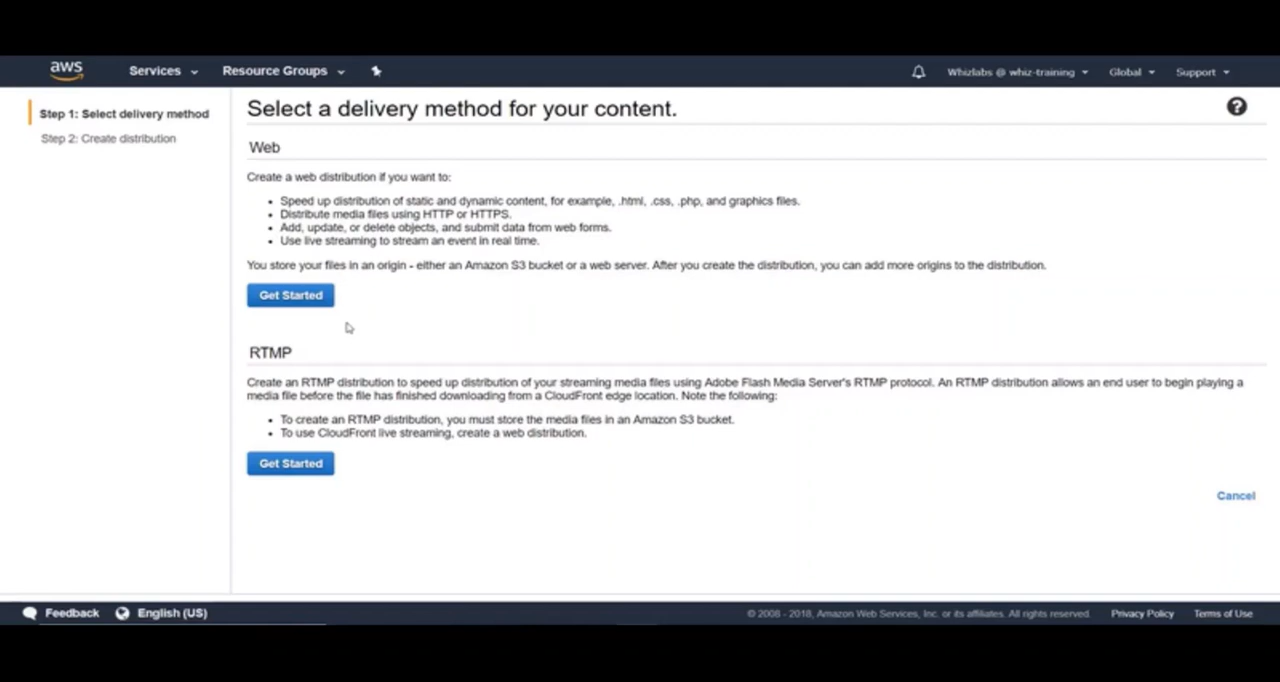 aws Services Resource Groups Whizlabs @ whiz-training Global Support
Step 1: Select delivery method
Step 2: Create distribution
Select a delivery method for your content.
Web
Create a web distribution if you want to:
• Speed up distribution of static and dynamic content, for example, .html, .css, .php, and graphics files.
• Distribute media files using HTTP or HTTPS.
• Add, update, or delete objects, and submit data from web forms.
• Use live streaming to stream an event in real time.
You store your files in an origin - either an Amazon S3 bucket or a web server. After you create the distribution, you can add more origins to the distribution.
Get Started
RTMP
Create an RTMP distribution to speed up distribution of your streaming media files using Adobe Flash Media Server's RTMP protocol. An RTMP distribution allows an end user to begin playing a
media file before the file has finished downloading from a CloudFront edge location. Note the following:
• To create an RTMP distribution, you must store the media files in an Amazon S3 bucket.
• To use CloudFront live streaming, create a web distribution.
Get Started
Cancel
Feedback English (US) © 2008 - 2018, Amazon Web Services, Inc. or its affiliates. All rights reserved. Privacy Policy Terms of Use